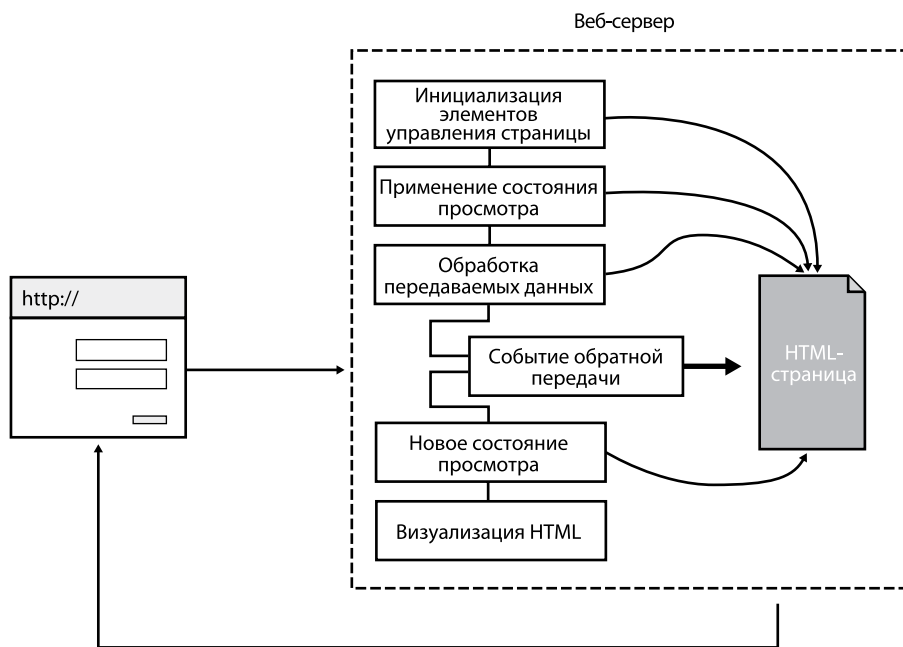 Веб-сервер
Инициализация
элементов
управления страницы
Применение состояния
просмотра
Обработка
передаваемых данных
http://
Событие обратной
передачи
HTML-
страница
Новое состояние
просмотра
Визуализация HTML